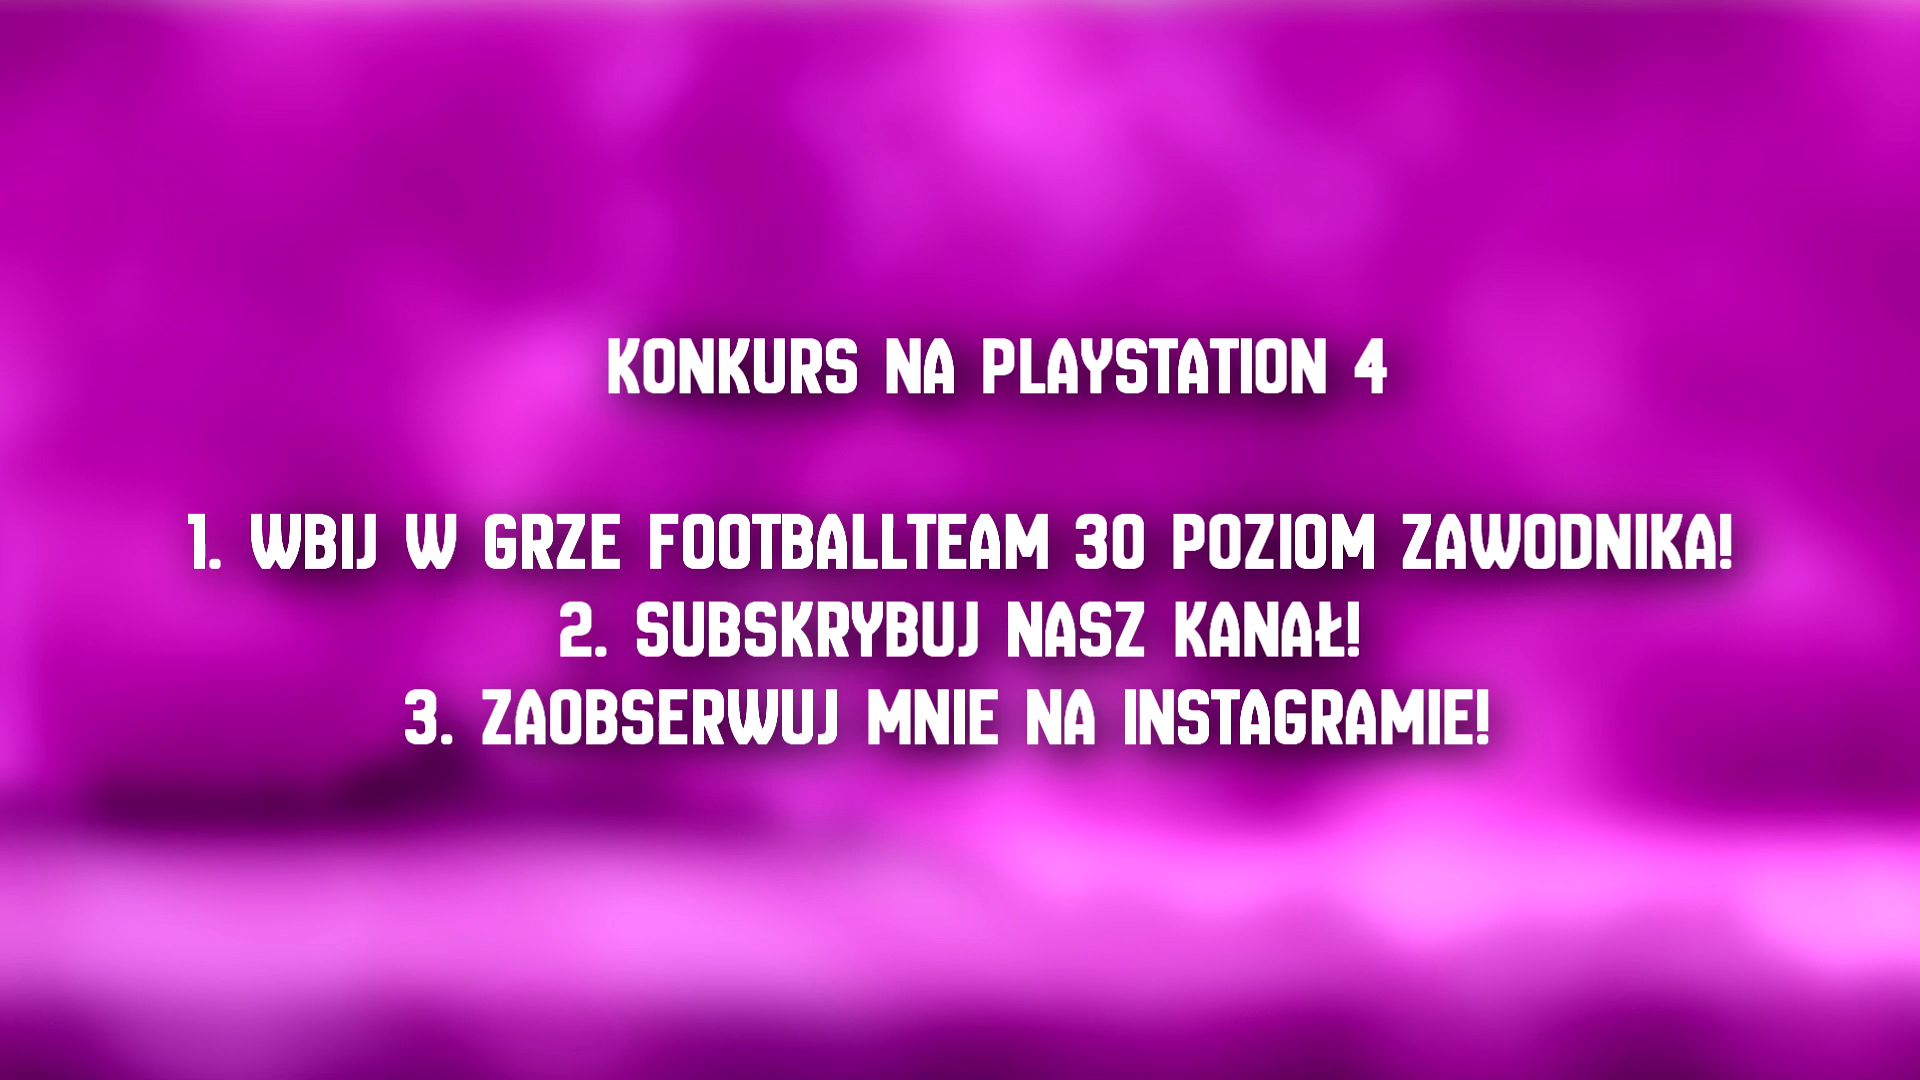 KONKURS NA PLAYSTATION 4
1. WBIJ W GRZE FOOTBALLTEAM 30 POZIOM ZAWODNIKA!
2. SUBSKRYBUJ NASZ KANAŁ!
3. ZAOBSERWUJ MNIE NA INSTAGRAMIE!